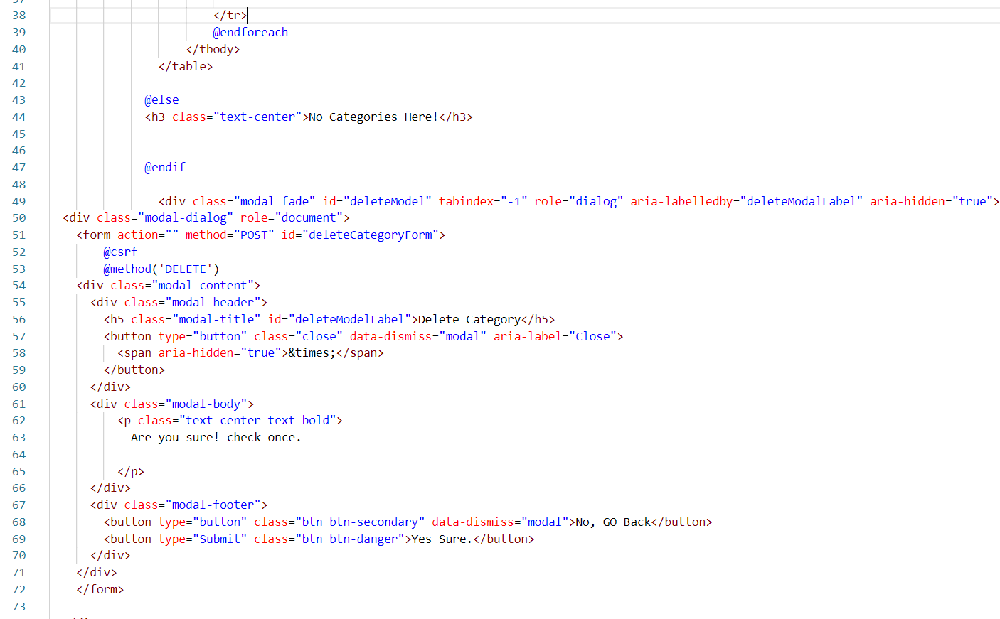 38 </tr>
39 @endforeach
40 </tbody>
41 </table>
42
43 @else
44 <h3 class="text-center">No Categories Here!</h3>
45
46
47 @endif
48
49 <div class="modal fade" id="deleteModel" tabindex="-1" role="dialog" aria-labelledby="deleteModalLabel" aria-hidden="true">
50 <div class="modal-dialog" role="document">
51 <form action="" method="POST" id="deleteCategoryForm">
52 @csrf
53 @method('DELETE')
54 <div class="modal-content">
55 <div class="modal-header">
56 <h5 class="modal-title" id="deleteModelLabel">Delete Category</h5>
57 <button type="button" class="close" data-dismiss="modal" aria-label="Close">
58 <span aria-hidden="true">&times;</span>
59 </button>
60 </div>
61 <div class="modal-body">
62 <p class="text-center text-bold">
63 Are you sure! check once.
64
65 </p>
66 </div>
67 <div class="modal-footer">
68 <button type="button" class="btn btn-secondary" data-dismiss="modal">No, GO Back</button>
69 <button type="Submit" class="btn btn-danger">Yes Sure.</button>
70 </div>
71 </div>
72 </form>
73